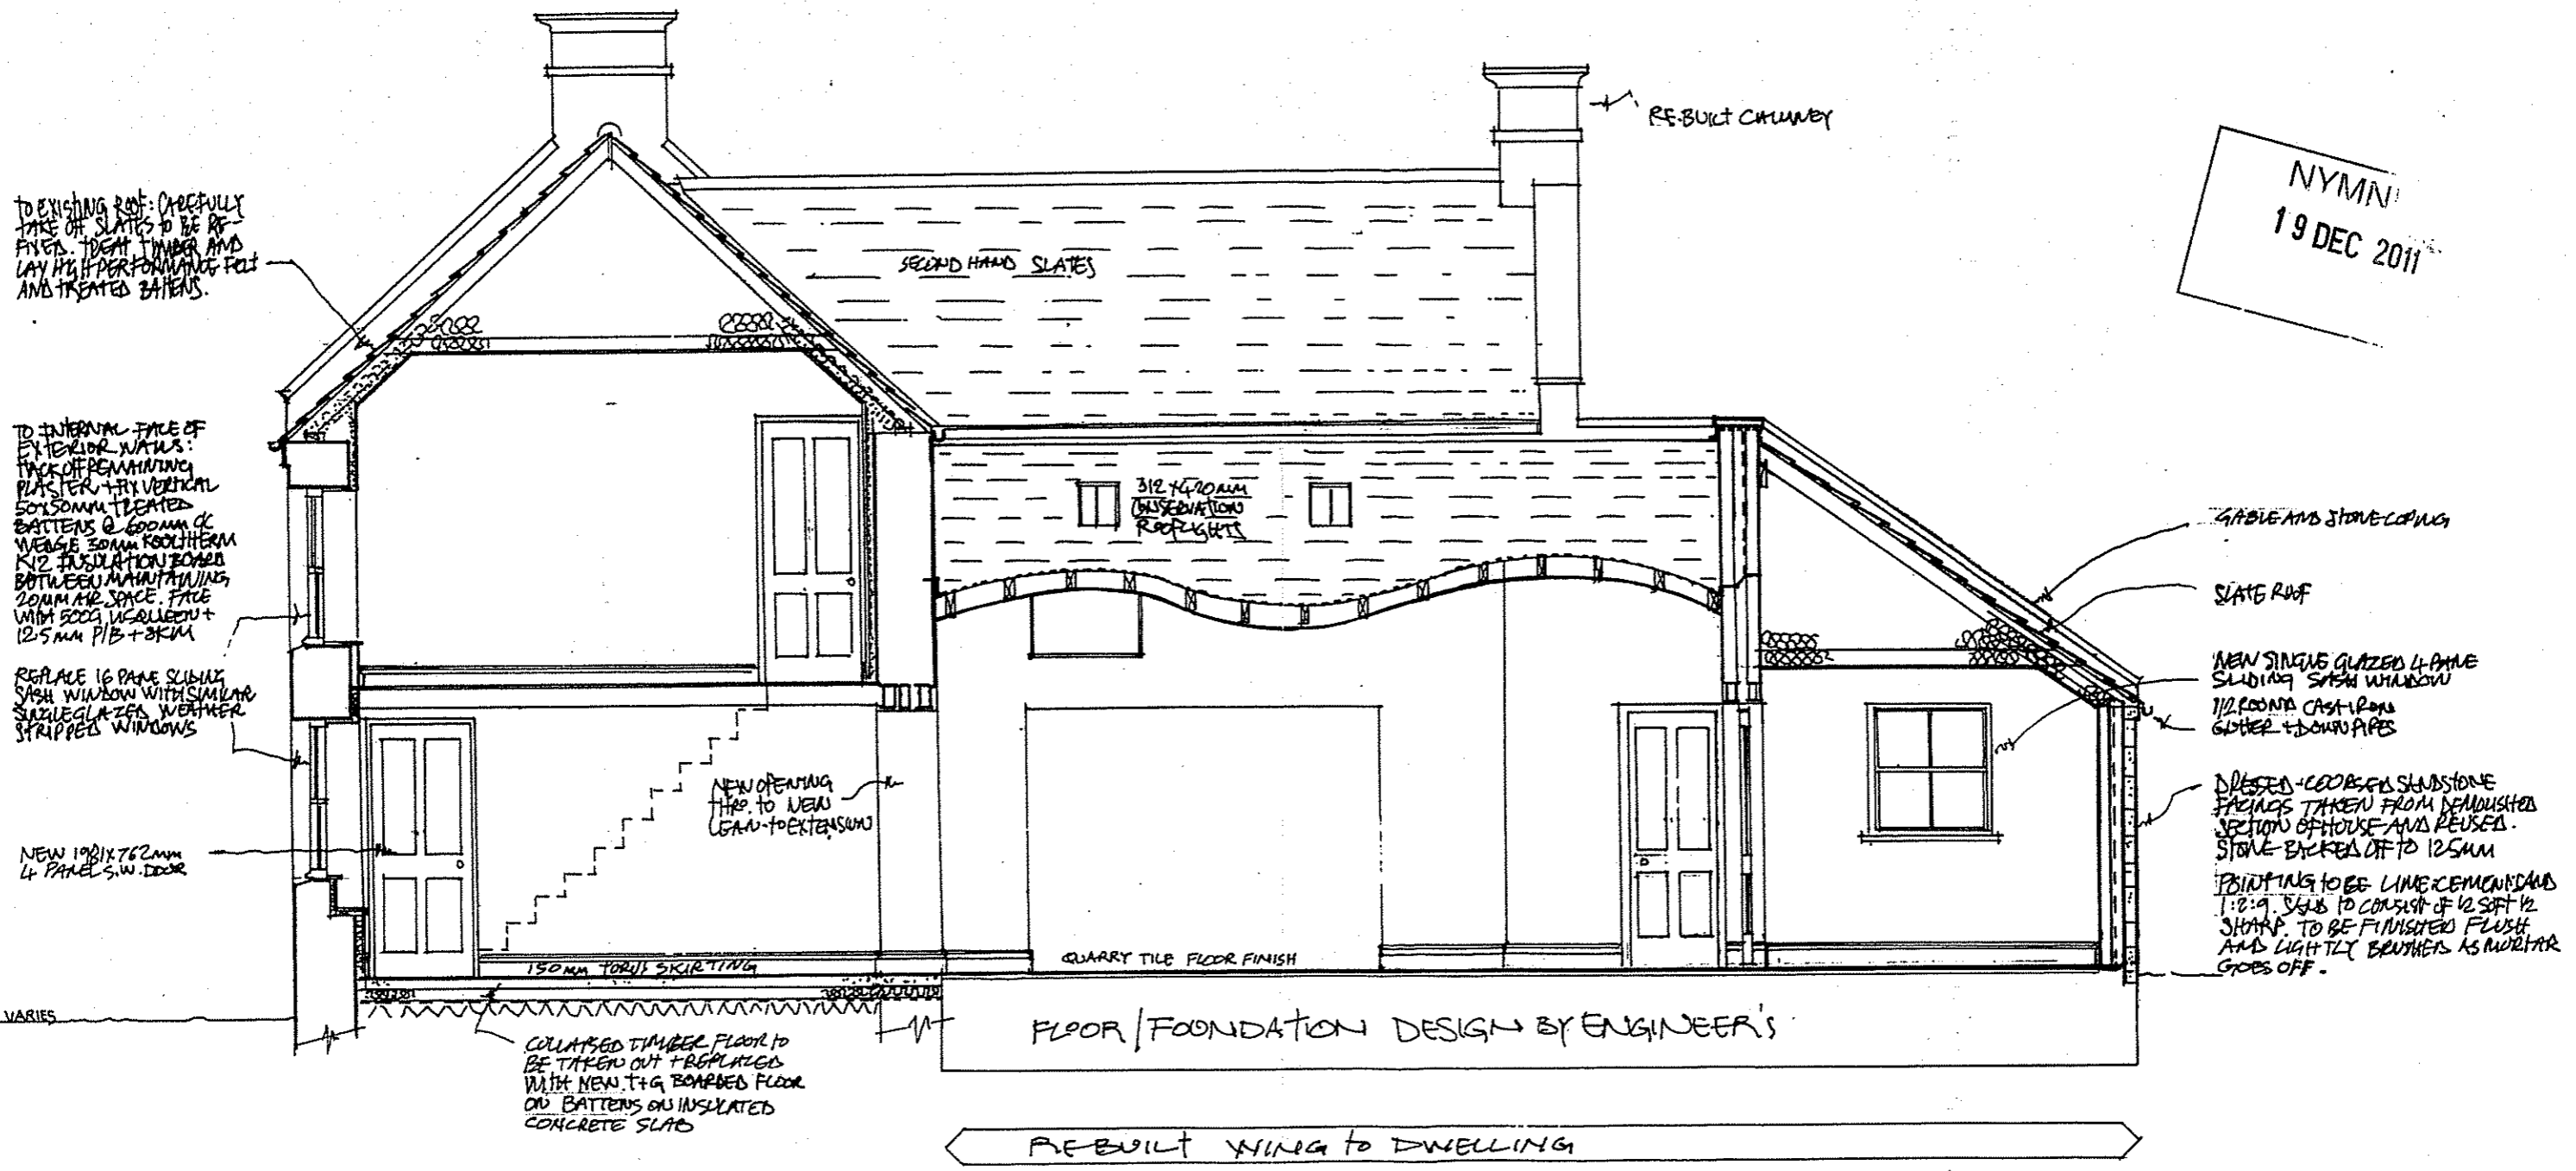 RE-BUILT CHIMNEY
NYMN
19 DEC 2011
TO EXISTING ROOF: CAREFULLY
TAKE OFF SLATES TO BE RE-
FIXED. TREAT TIMBER AND
LAY HIGH PERFORMANCE FELT
AND TREATED BATTENS.
SECOND HAND SLATES
TO INTERNAL FACE OF
EXTERIOR WALLS:
HACK OFF REMAINING
PLASTER + FIX VERTICAL
50x50MM TREATED
BATTENS @ 600MM %
WEDGE 30MM KOOLTHERM
K12 INSULATION BOARD
BETWEEN MAINTAINING
20MM AIR SPACE. FACE
WITH 500G VISQUEEN +
12.5MM P/B + SKIM
REPLACE 16 PANE SLIDING
SASH WINDOW WITH SIMILAR
SINGLE GLAZED WEATHER
STRIPPED WINDOWS
NEW 1981x762mm
4 PANEL S.W. DOOR
312 x 420mm
CONSERVATION
ROOFLIGHTS
GABLE AND STONE COPING
SLATE ROOF
NEW SINGLE GLAZED 4 PANE
SLIDING SASH WINDOW
1/2 ROUND CAST IRON
GUTTER + DOWNPIPES
DRESSED-COORSED SANDSTONE
FACINGS TAKEN FROM DEMOLISHED
SECTION OF HOUSE AND REUSED.
STONE BACKED OFF TO 125MM
POINTING TO BE LIME:CEMENT:SAND
1:2:9. SAND TO CONSIST OF 1/2 SOFT 1/2
SHARP. TO BE FINISHED FLUSH
AND LIGHTLY BRUSHED AS MORTAR
GOES OFF.
NEW OPENING
THRO. TO NEW
LEAN-TO EXTENSION
150MM TORUS SKIRTING
QUARRY TILE FLOOR FINISH
VARIES
COLLAPSED TIMBER FLOOR TO
BE TAKEN OUT + REPLACED
WITH NEW T+G BOARDED FLOOR
ON BATTENS ON INSULATED
CONCRETE SLAB
FLOOR/FOUNDATION DESIGN BY ENGINEER'S
REBUILT WING TO DWELLING